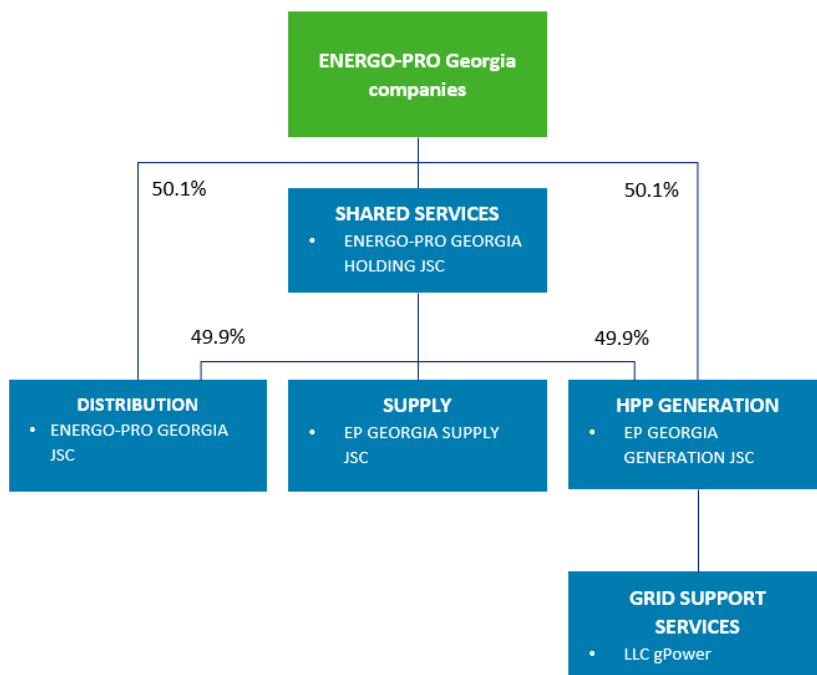 ENERGO-PRO Georgia
companies
50.1%
50.1%
SHARED SERVICES
• ENERGO-PRO GEORGIA
HOLDING JSC
49.9%
49.9%
DISTRIBUTION
• ENERGO-PRO GEORGIA
JSC
SUPPLY
• EP GEORGIA SUPPLY
JSC
HPP GENERATION
• EP GEORGIA
GENERATION JSC
GRID SUPPORT
SERVICES
• LLC gPower